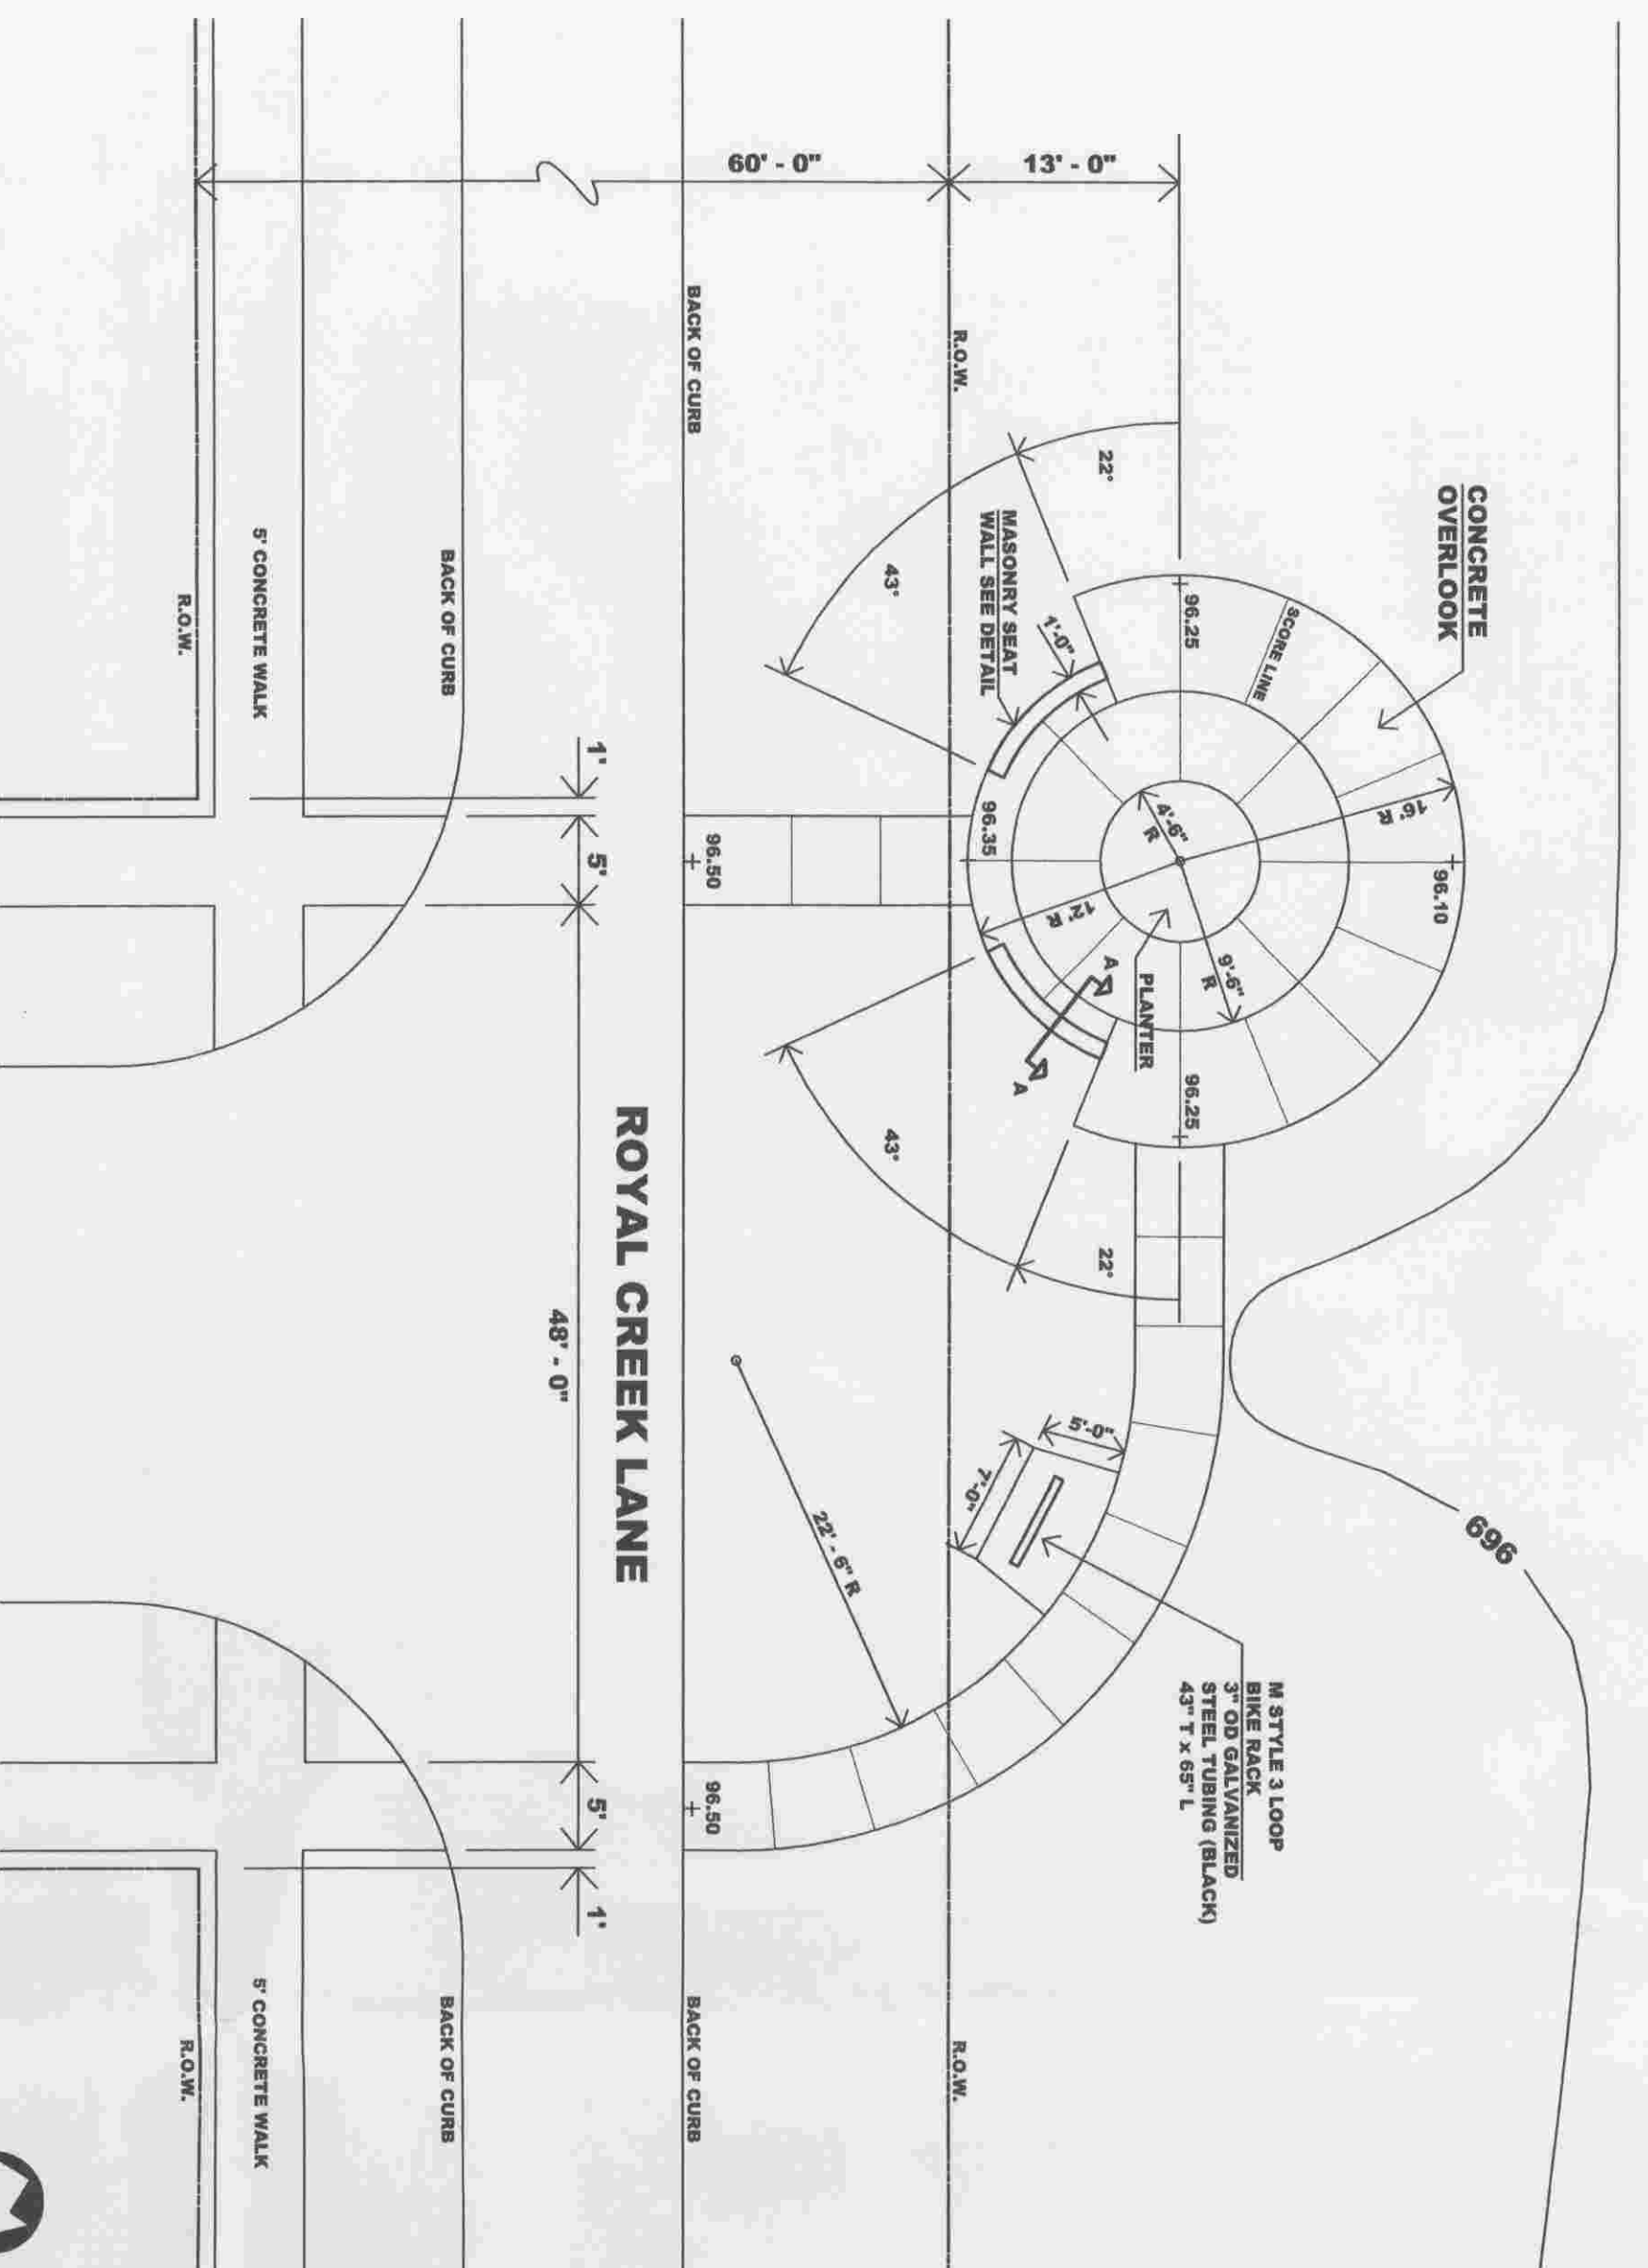 60' - 0"
13' - 0"
BACK OF CURB
R.O.W.
22°
43°
MASONRY SEAT
WALL SEE DETAIL
1'-0"
CONCRETE
OVERLOOK
96.25
SCORE LINE
16' R
4'-6"
R
96.35
96.10
12' R
9'-6"
R
PLANTER
A
A
96.25
43°
22°
96.50
R.O.W.
5' CONCRETE WALK
BACK OF CURB
1'
5'
ROYAL CREEK LANE
48' - 0"
22' - 6" R
5'-0"
7'-0"
696
M STYLE 3 LOOP
BIKE RACK
3" OD GALVANIZED
STEEL TUBING (BLACK)
43" T x 65" L
96.50
5'
1'
R.O.W.
5' CONCRETE WALK
BACK OF CURB
BACK OF CURB
R.O.W.